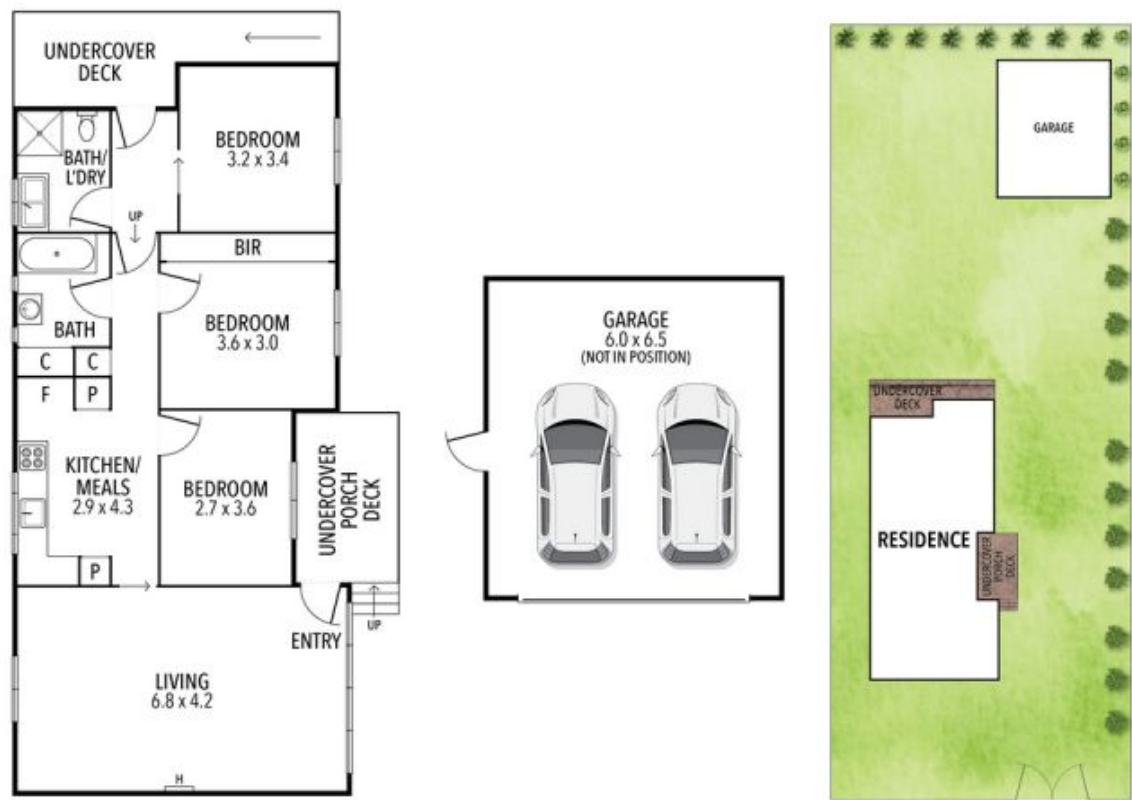 UNDERCOVER
DECK
BEDROOM
3.2 x 3.4
BATH/
L'DRY
UP
BIR
BEDROOM
3.6 x 3.0
BATH
C
C
F
P
KITCHEN/
MEALS
2.9 x 4.3
P
BEDROOM
2.7 x 3.6
UNDERCOVER
PORCH
DECK
UP
ENTRY
LIVING
6.8 x 4.2
H
GARAGE
6.0 x 6.5
(NOT IN POSITION)
GARAGE
UNDERCOVER
DECK
RESIDENCE
UNDERCOVER
PORCH
DECK